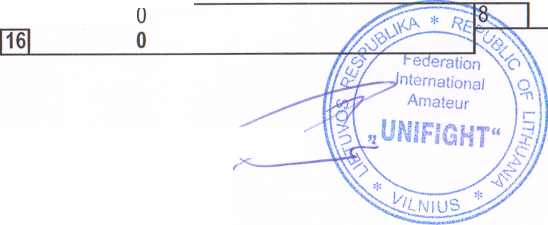 0
8
16 0
LIETUVOS RESPUBLIKA * REPUBLIC OF LITHUANIA
* VILNIUS *
Federation
International
Amateur
„UNIFIGHT“